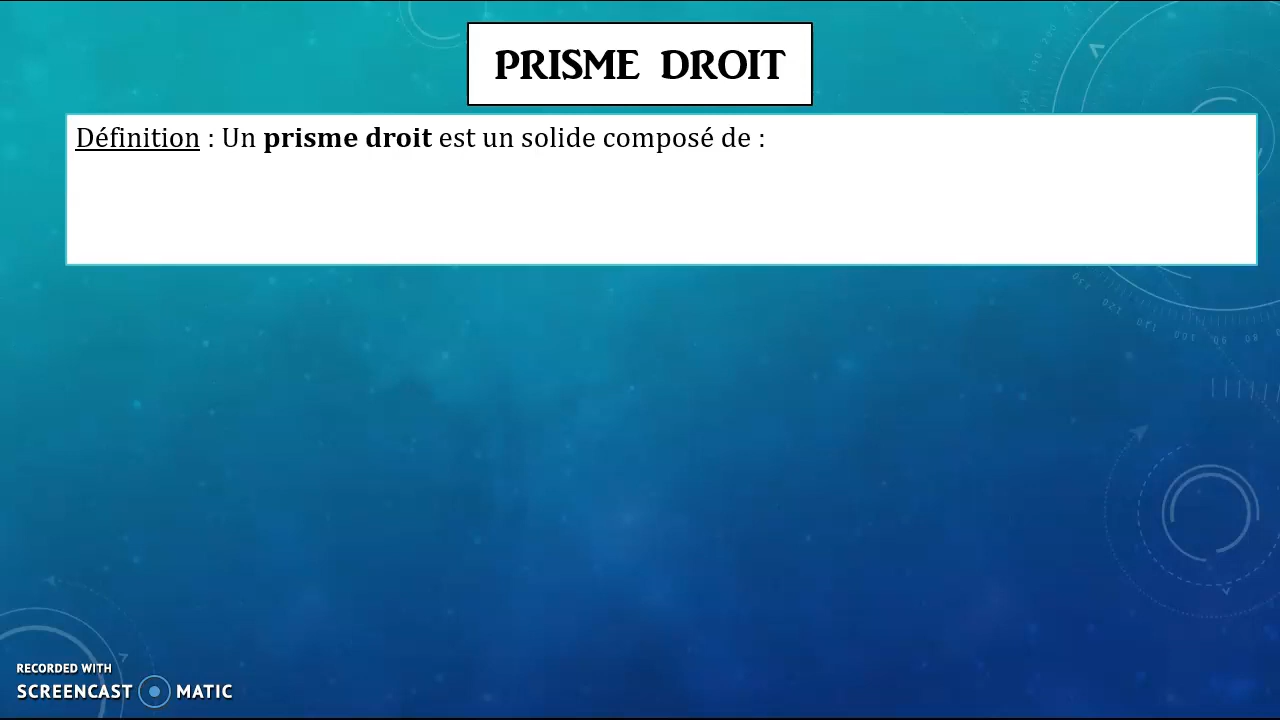 PRISME DROIT
Définition : Un prisme droit est un solide composé de :
RECORDED WITH
SCREENCAST MATIC